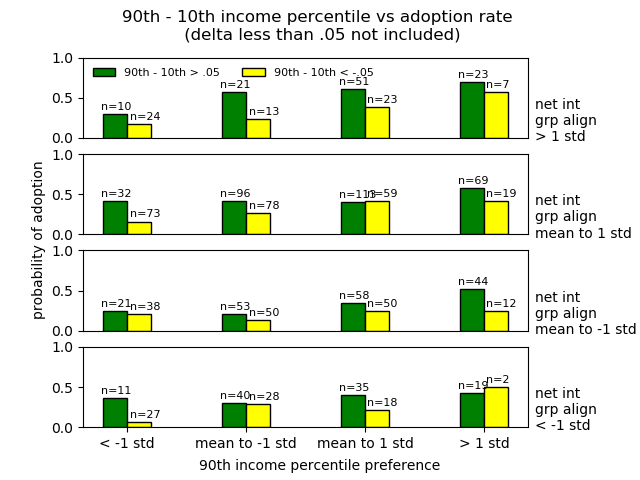 90th - 10th income percentile vs adoption rate
(delta less than .05 not included)
1.0
90th - 10th > .05
90th - 10th < -.05
n=10
n=24
n=21
n=13
n=51
n=23
n=23
n=7
0.5
0.0
net int
grp align
> 1 std
1.0
n=32
n=73
n=96
n=78
n=113
n=59
n=69
n=19
0.5
0.0
net int
grp align
mean to 1 std
probability of adoption
1.0
n=21
n=38
n=53
n=50
n=58
n=50
n=44
n=12
0.5
0.0
net int
grp align
mean to -1 std
1.0
n=11
n=27
n=40
n=28
n=35
n=18
n=19
n=2
0.5
0.0
net int
grp align
< -1 std
< -1 std
mean to -1 std
mean to 1 std
> 1 std
90th income percentile preference